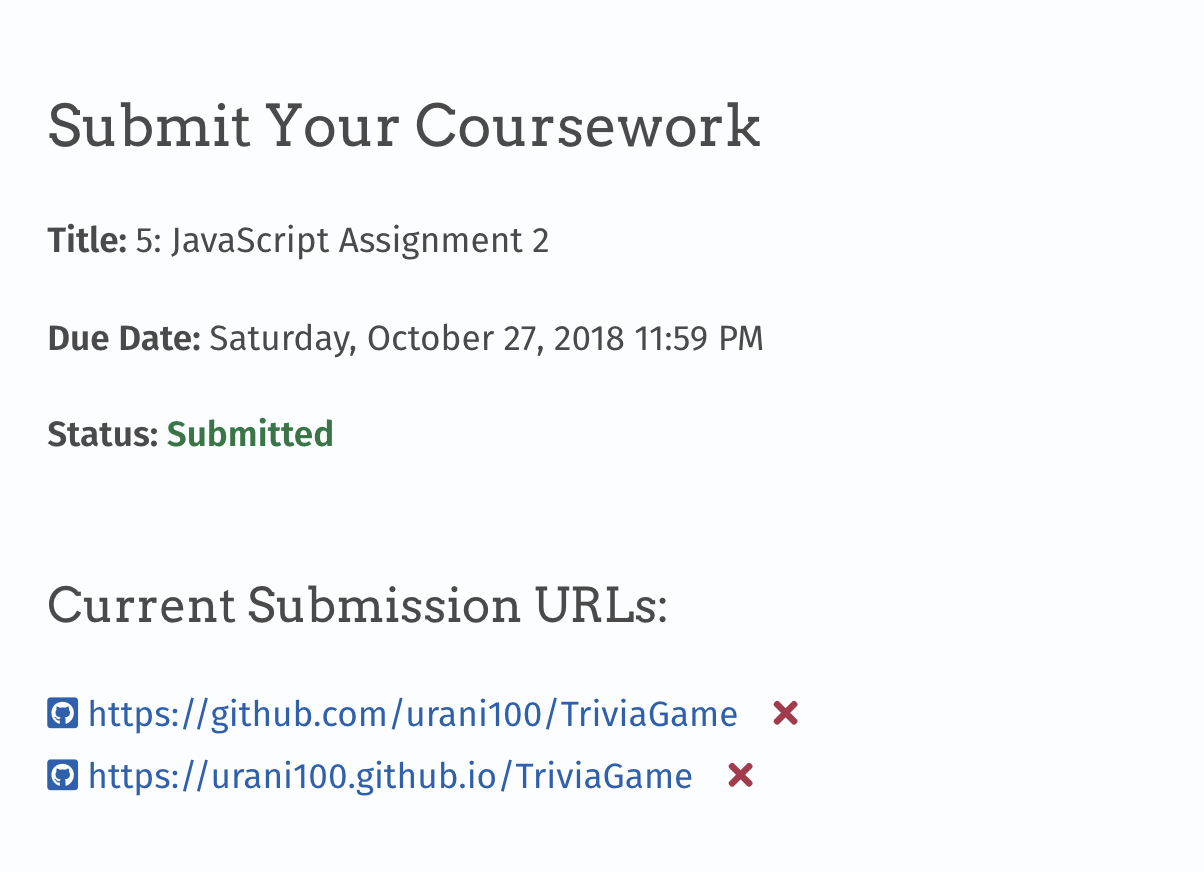 Submit Your Coursework
Title: 5: JavaScript Assignment 2
Due Date: Saturday, October 27, 2018 11:59 PM
Status: Submitted
Current Submission URLs:
https://github.com/urani100/TriviaGame
https://urani100.github.io/TriviaGame